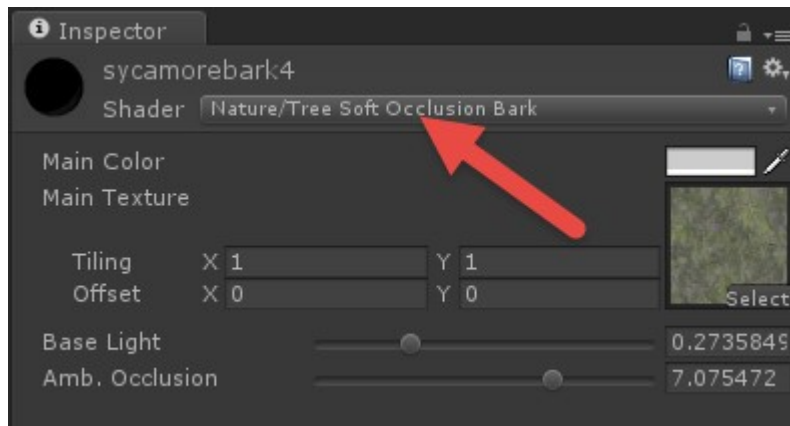 Inspector
sycamorebark4
Shader Nature/Tree Soft Occlusion Bark
Main Color
Main Texture
Tiling X 1 Y 1
Offset X 0 Y 0
Select
Base Light 0.2735849
Amb. Occlusion 7.075472